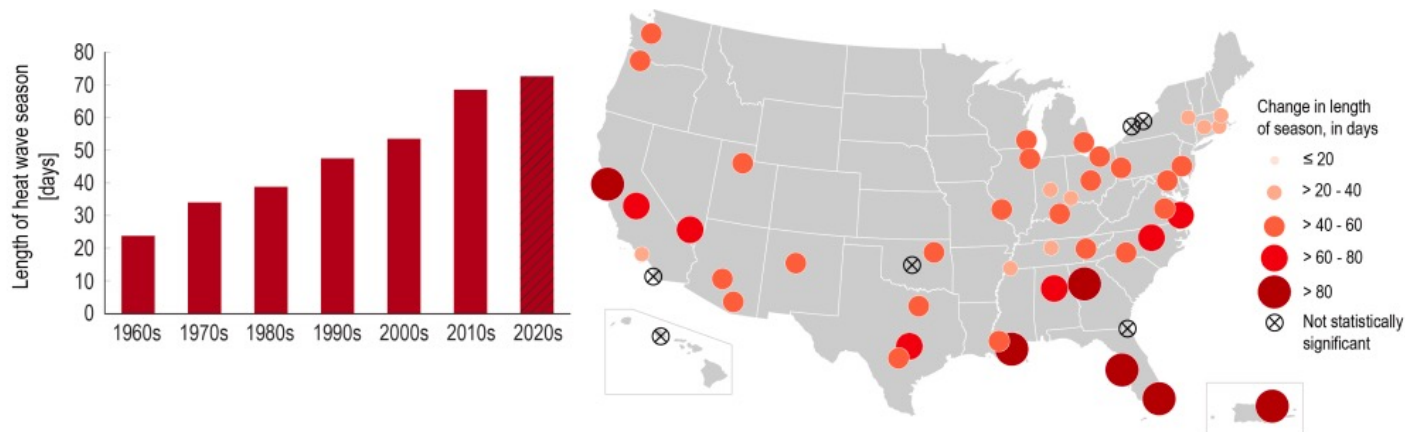 Length of heat wave season
[days]
80
70
60
50
40
30
20
10
0
1960s 1970s 1980s 1990s 2000s 2010s 2020s
Change in length
of season, in days
≤ 20
> 20 - 40
> 40 - 60
> 60 - 80
> 80
Not statistically
significant